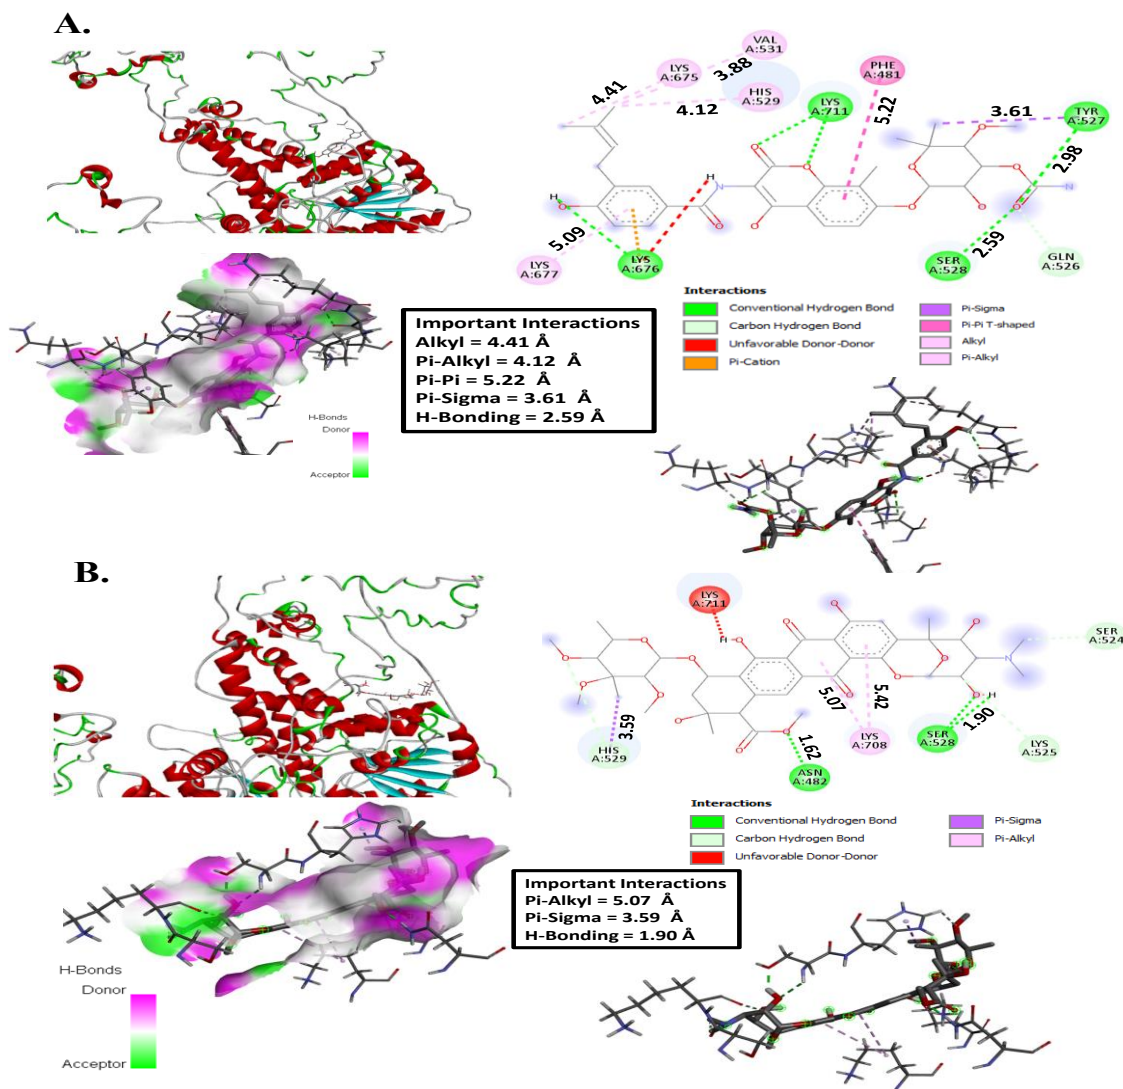 A.
VAL
A:531
LYS
A:675
3.88
4.41
HIS
A:529
4.12
LYS
A:711
PHE
A:481
5.22
3.61
TYR
A:527
2.98
H
N
O
H
O
O
O
O
O
O
O
O
O
N
5.09
LYS
A:677
LYS
A:676
SER
A:528
2.59
GLN
A:526
Interactions
Conventional Hydrogen Bond
Carbon Hydrogen Bond
Unfavorable Donor-Donor
Pi-Cation
Pi-Sigma
Pi-Pi T-shaped
Alkyl
Pi-Alkyl
Important Interactions
Alkyl = 4.41 Å
Pi-Alkyl = 4.12 Å
Pi-Pi = 5.22 Å
Pi-Sigma = 3.61 Å
H-Bonding = 2.59 Å
H-Bonds
Donor
Acceptor
B.
LYS
A:711
SER
A:524
3.59
HIS
A:529
5.07
5.42
1.62
LYS
A:708
ASN
A:482
H
1.90
SER
A:528
LYS
A:525
Interactions
Conventional Hydrogen Bond
Carbon Hydrogen Bond
Unfavorable Donor-Donor
Pi-Sigma
Pi-Alkyl
Important Interactions
Pi-Alkyl = 5.07 Å
Pi-Sigma = 3.59 Å
H-Bonding = 1.90 Å
H-Bonds
Donor
Acceptor